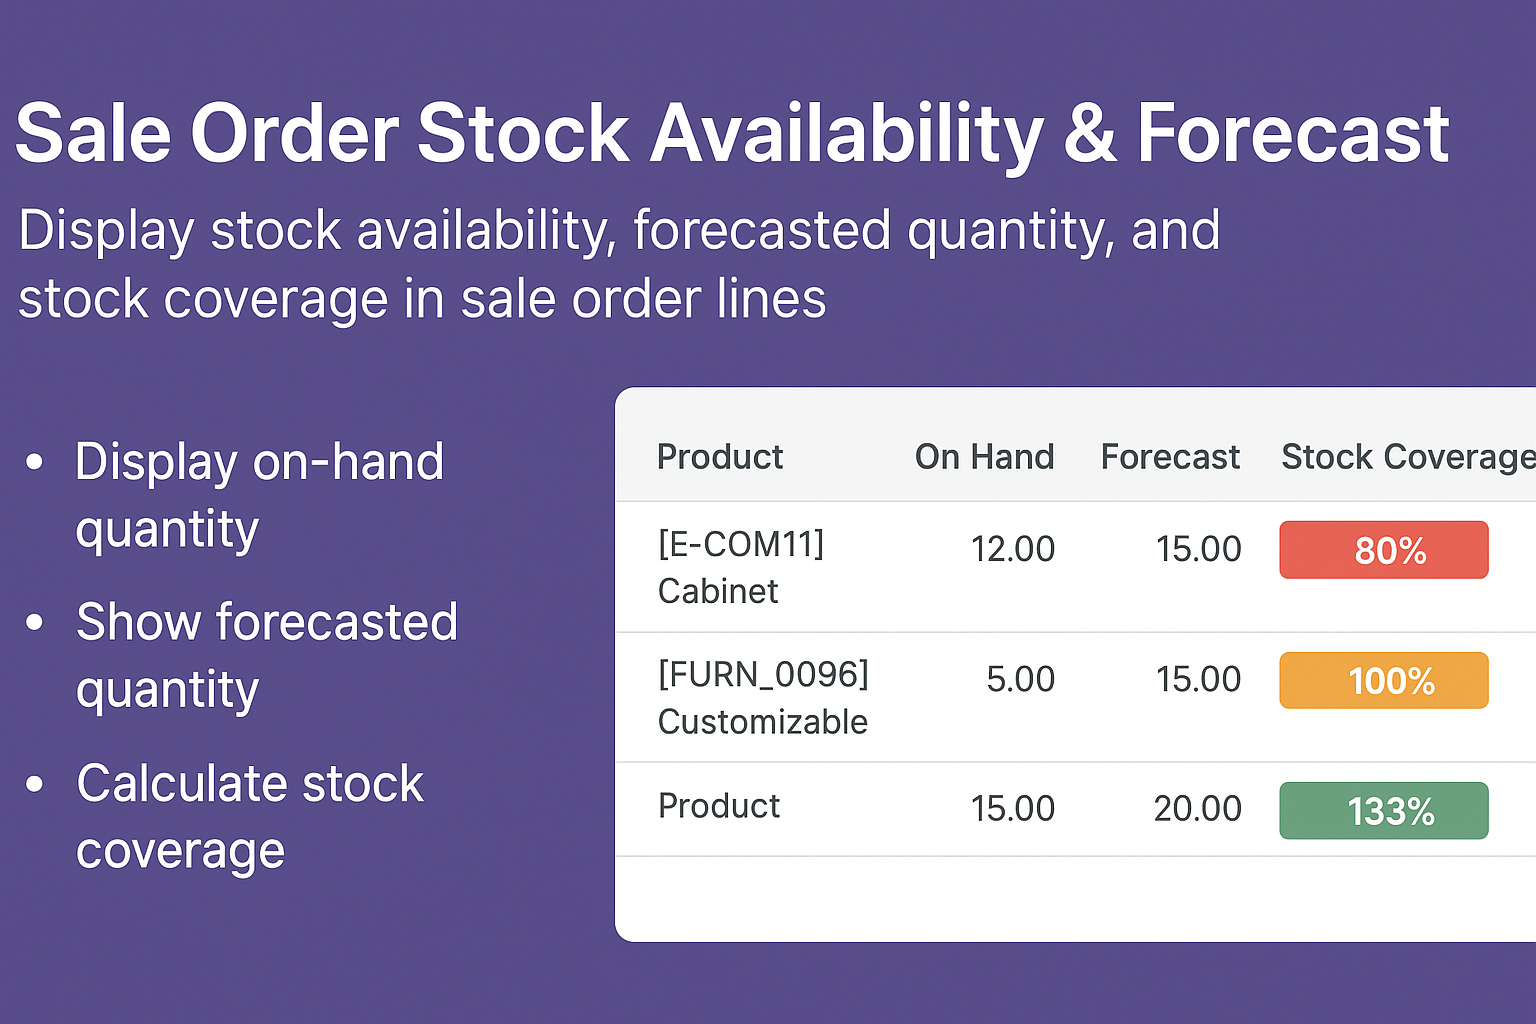 Sale Order Stock Availability & Forecast
Display stock availability, forecasted quantity, and
stock coverage in sale order lines
• Display on-hand
quantity
• Show forecasted
quantity
• Calculate stock
coverage
Product On Hand Forecast Stock Coverage
[E-COM11] 12.00 15.00 80%
Cabinet
[FURN_0096] 5.00 15.00 100%
Customizable
Product 15.00 20.00 133%